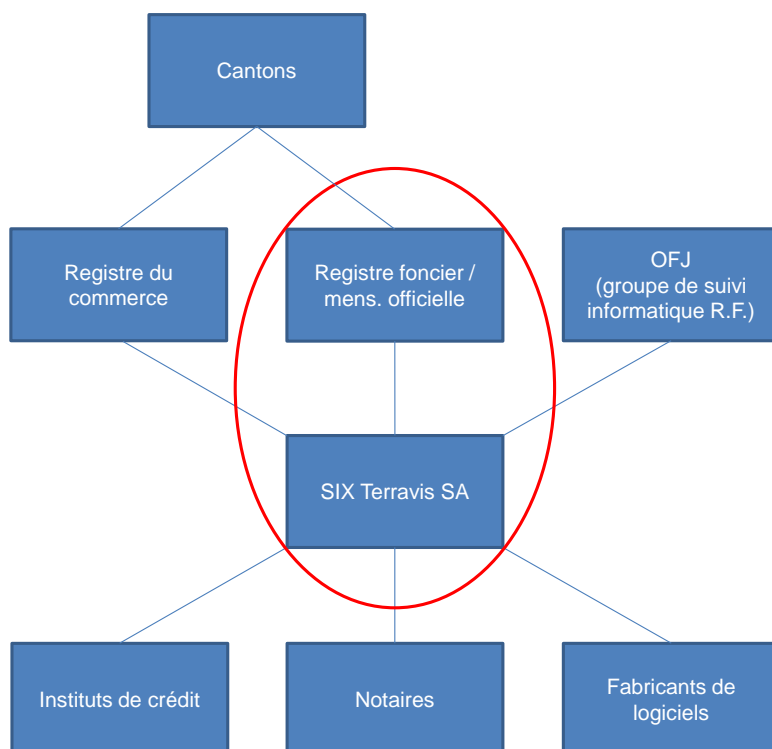 Cantons
Registre du
commerce
Registre foncier /
mens. officielle
OFJ
(groupe de suivi
informatique R.F.)
SIX Terravis SA
Instituts de crédit
Notaires
Fabricants de
logiciels